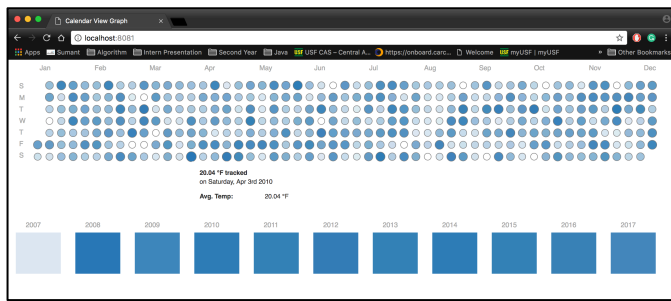 Calendar View Graph
localhost:8081
Apps Sumant Algorithm Intern Presentation Second Year Java USF USF CAS – Central A... https://onboard.carc... Welcome USF myUSF | myUSF » Other Bookmarks
Jan Feb Mar Apr May Jun Jul Aug Sep Oct Nov Dec
S
M
T
W
T
F
S
20.04 °F tracked
on Saturday, Apr 3rd 2010
Avg. Temp: 20.04 °F
2007 2008 2009 2010 2011 2012 2013 2014 2015 2016 2017